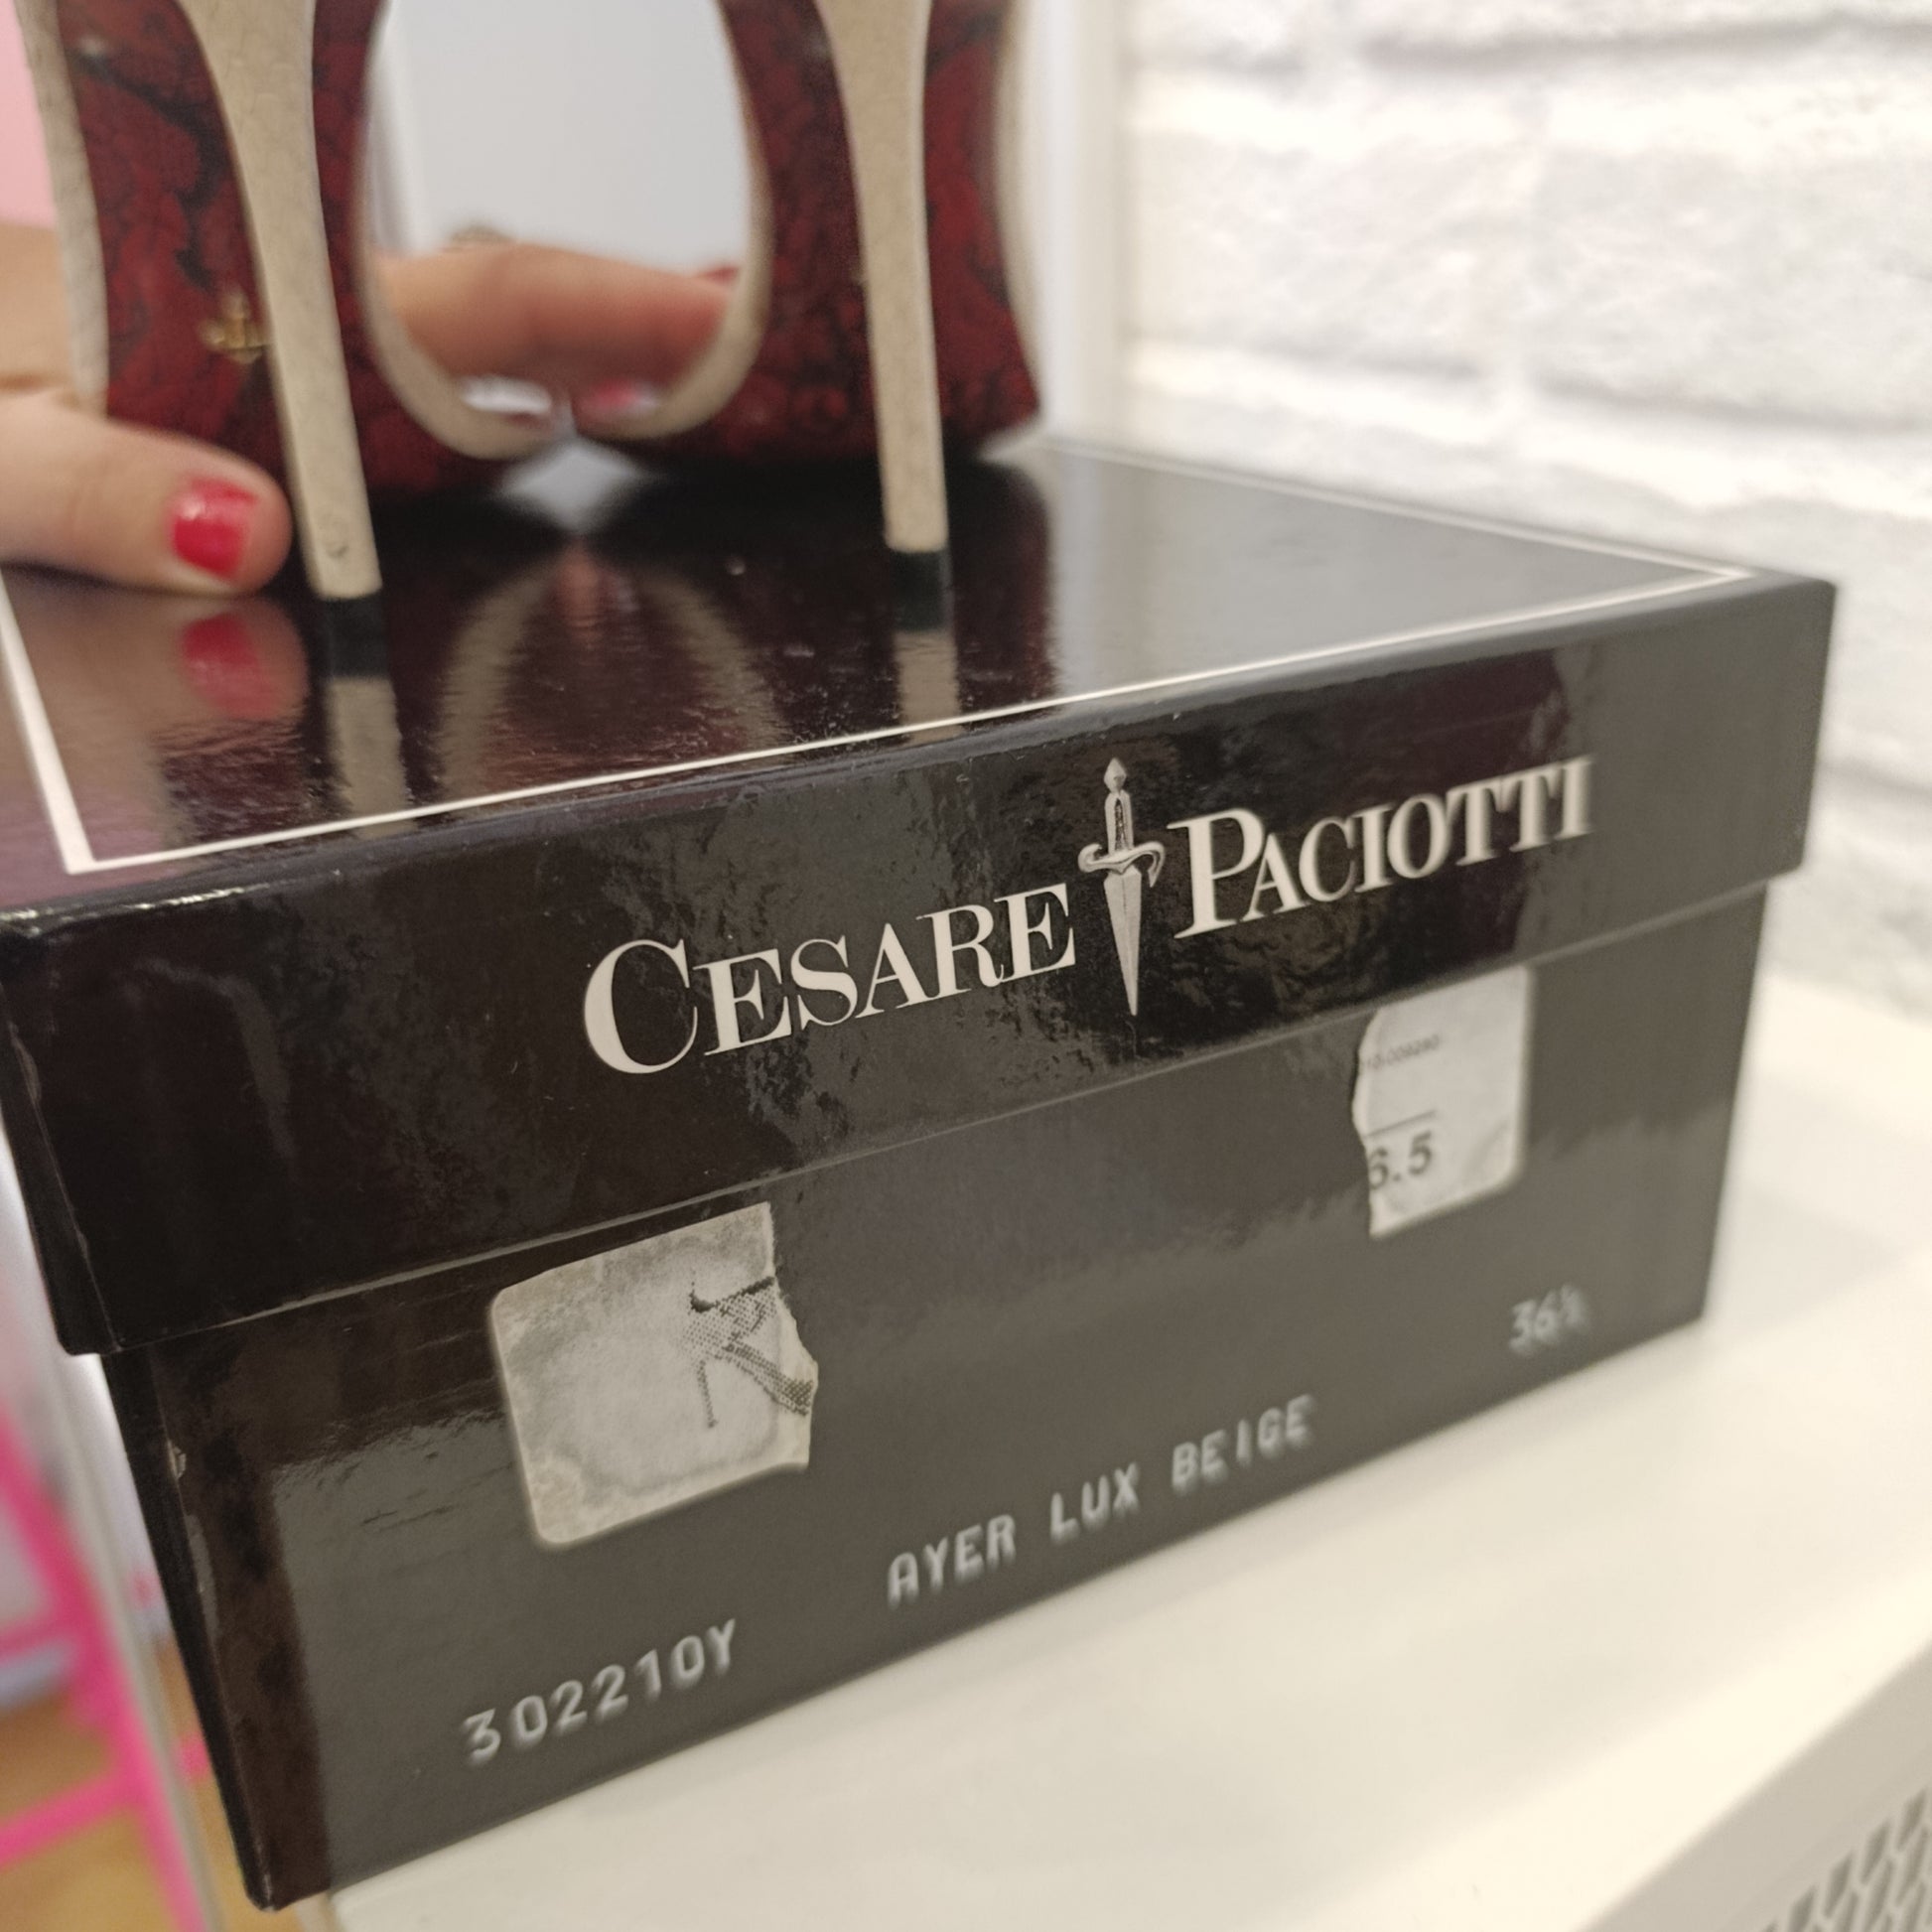 CESARE PACIOTTI
6.5
36½
AYER LUX BEIGE
302210Y